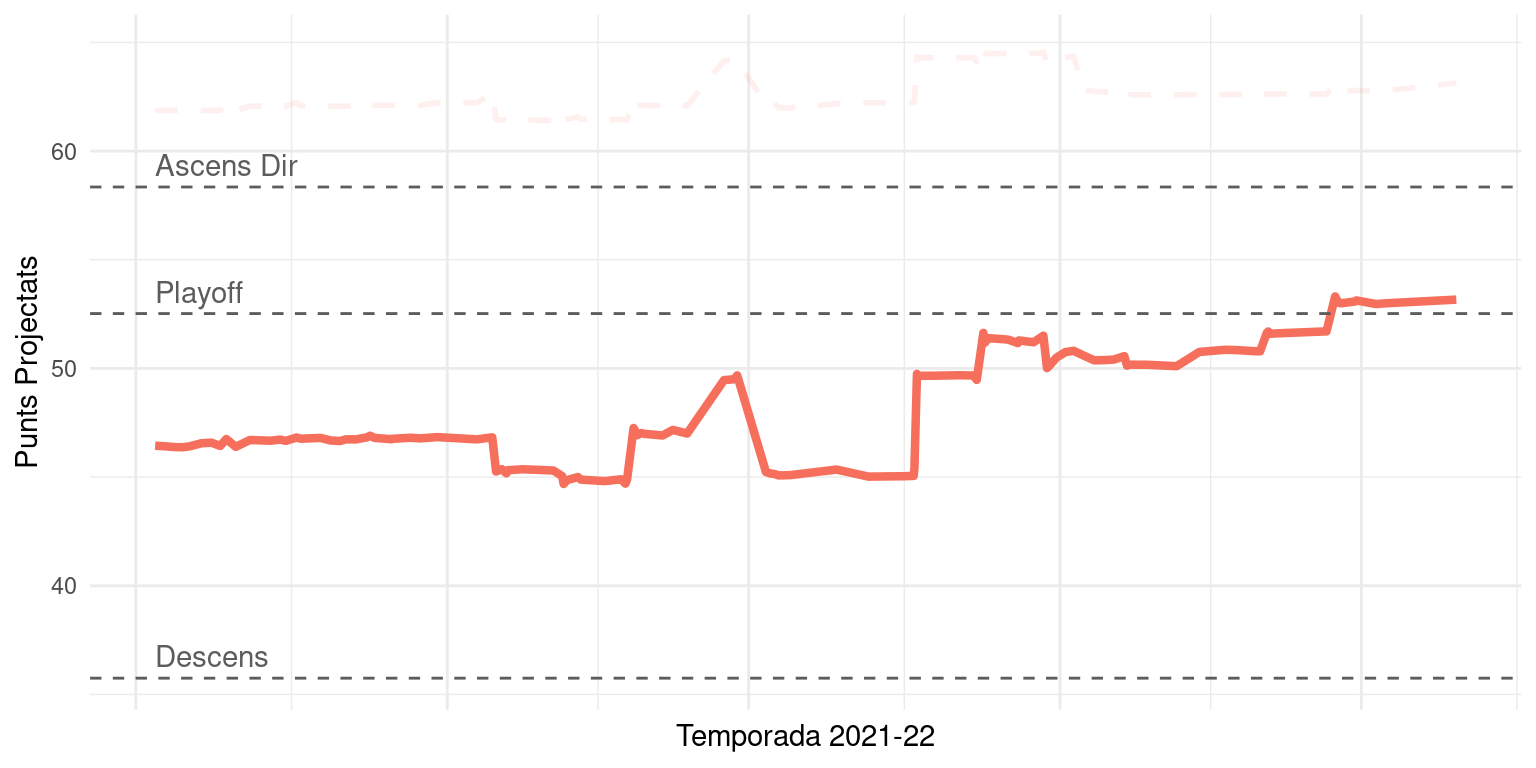 60
Ascens Dir
Playoff
50
40
Descens
Punts Projectats
Temporada 2021-22